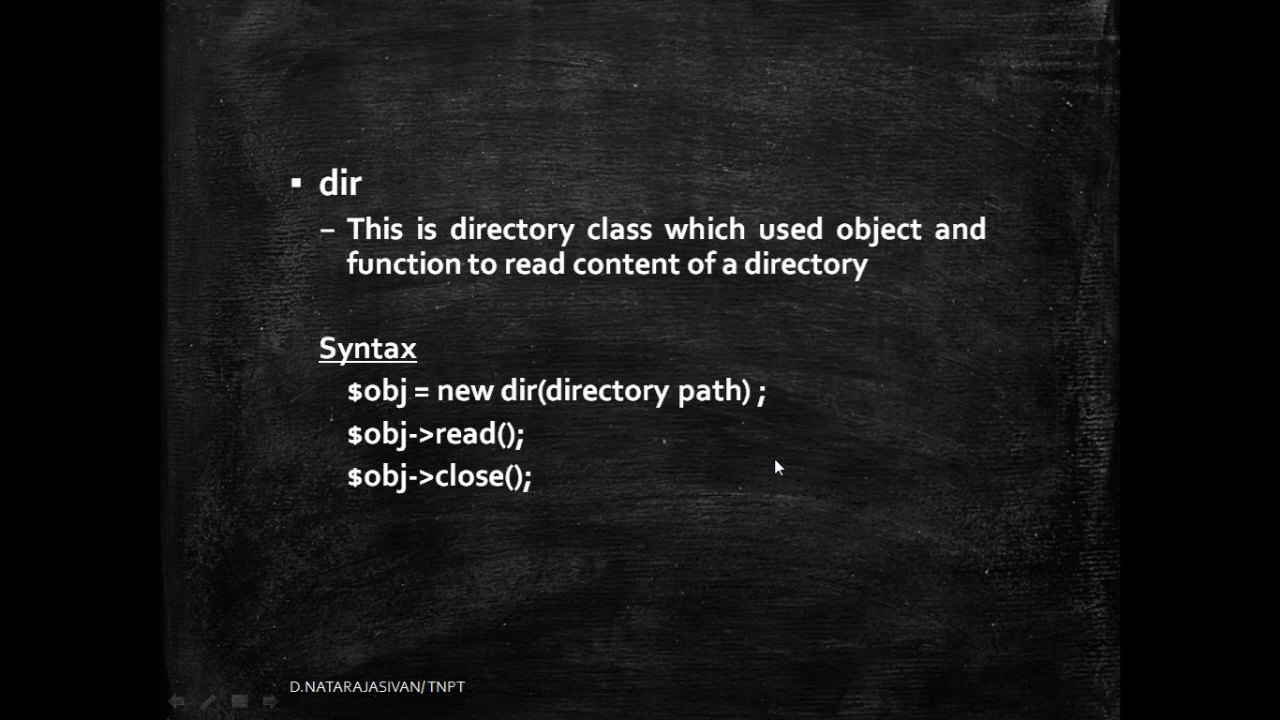 ▪ dir
– This is directory class which used object and
function to read content of a directory
Syntax
$obj = new dir(directory path) ;
$obj->read();
$obj->close();
D.NATARAJASIVAN/TNPT